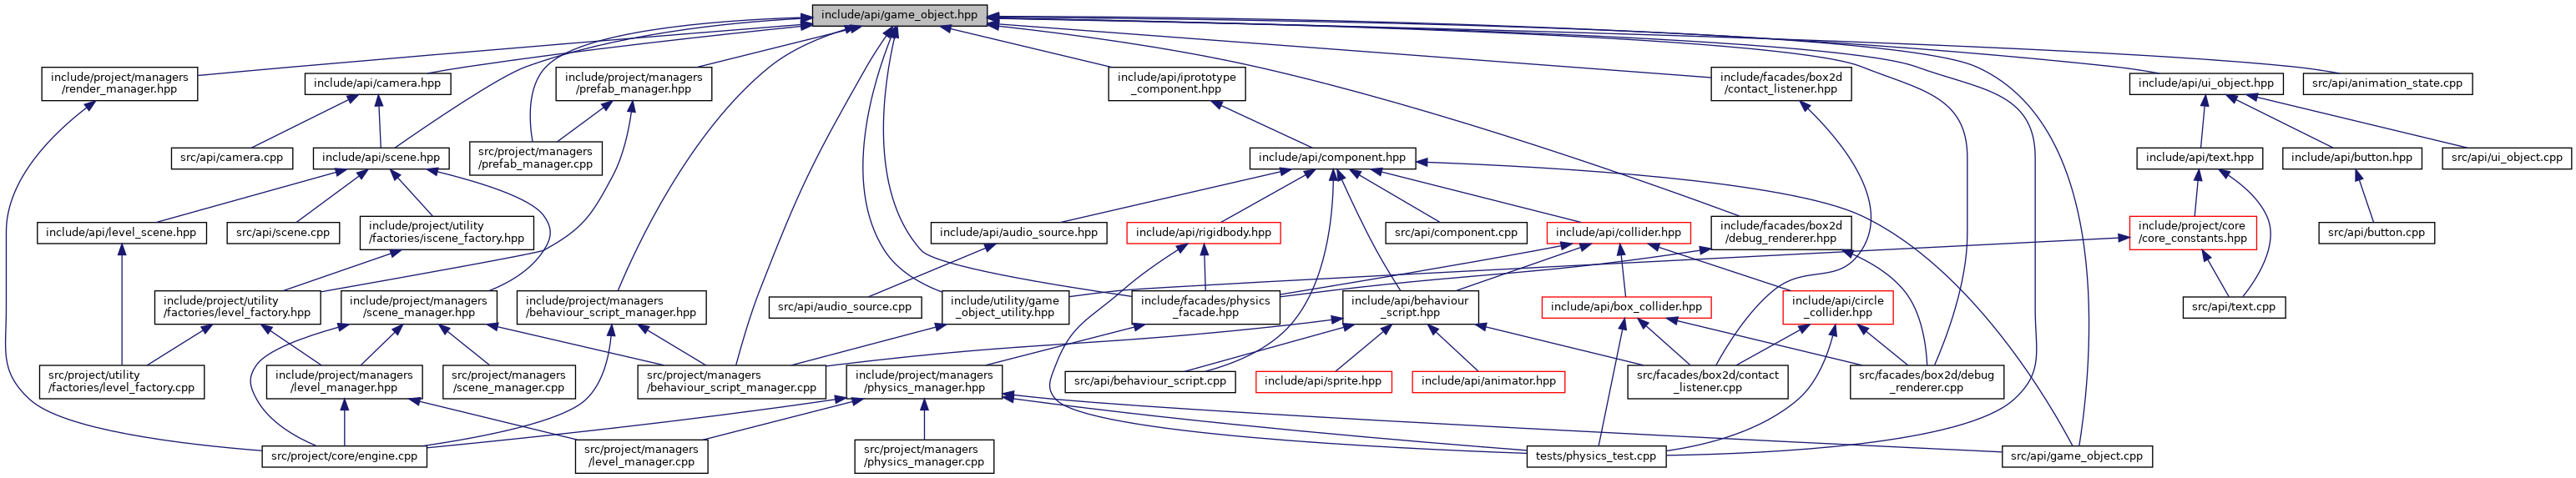 include/api/game_object.hpp
include/project/managers
/render_manager.hpp
include/api/camera.hpp
include/project/managers
/prefab_manager.hpp
include/api/iprototype
_component.hpp
include/facades/box2d
/contact_listener.hpp
include/api/ui_object.hpp
src/api/animation_state.cpp
src/api/camera.cpp
include/api/scene.hpp
src/project/managers
/prefab_manager.cpp
include/api/component.hpp
include/api/text.hpp
include/api/button.hpp
src/api/ui_object.cpp
include/api/level_scene.hpp
src/api/scene.cpp
include/project/utility
/factories/iscene_factory.hpp
include/api/audio_source.hpp
include/api/rigidbody.hpp
src/api/component.cpp
include/api/collider.hpp
include/facades/box2d
/debug_renderer.hpp
include/project/core
/core_constants.hpp
src/api/button.cpp
include/project/utility
/factories/level_factory.hpp
include/project/managers
/scene_manager.hpp
include/project/managers
/behaviour_script_manager.hpp
src/api/audio_source.cpp
include/utility/game
_object_utility.hpp
include/facades/physics
_facade.hpp
include/api/behaviour
_script.hpp
include/api/box_collider.hpp
include/api/circle
_collider.hpp
src/api/text.cpp
src/project/utility
/factories/level_factory.cpp
include/project/managers
/level_manager.hpp
src/project/managers
/scene_manager.cpp
src/project/managers
/behaviour_script_manager.cpp
include/project/managers
/physics_manager.hpp
src/api/behaviour_script.cpp
include/api/sprite.hpp
include/api/animator.hpp
src/facades/box2d/contact
_listener.cpp
src/facades/box2d/debug
_renderer.cpp
src/project/core/engine.cpp
src/project/managers
/level_manager.cpp
src/project/managers
/physics_manager.cpp
tests/physics_test.cpp
src/api/game_object.cpp